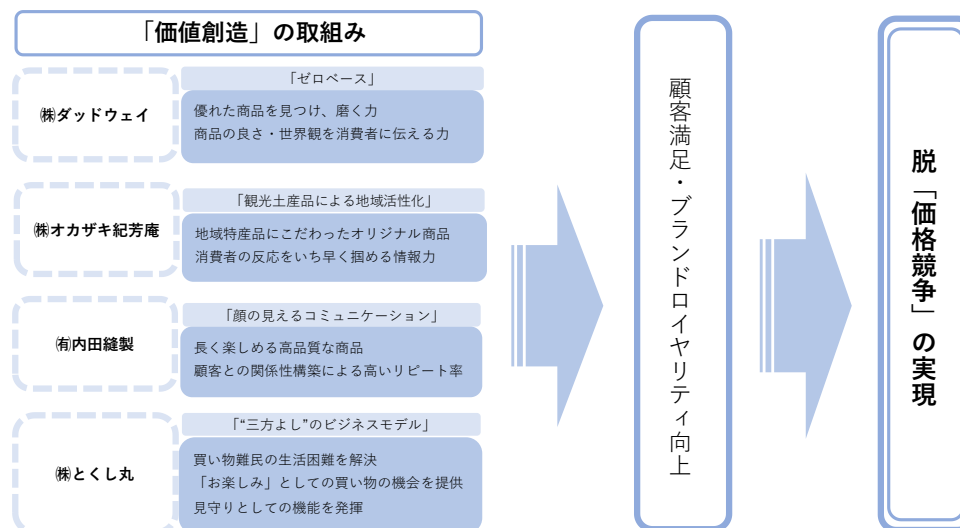 「価値創造」の取組み
㈱ダッドウェイ
「ゼロベース」
優れた商品を見つけ、磨く力
商品の良さ・世界観を消費者に伝える力
㈱オカザキ紀芳庵
「観光土産品による地域活性化」
地域特産品にこだわったオリジナル商品
消費者の反応をいち早く掴める情報力
㈲内田縫製
「顔の見えるコミュニケーション」
長く楽しめる高品質な商品
顧客との関係性構築による高いリピート率
㈱とくし丸
「“三方よし”のビジネスモデル」
買い物難民の生活困難を解決
「お楽しみ」としての買い物の機会を提供
見守りとしての機能を発揮
顧客満足・ブランドロイヤリティ向上
脱「価格競争」の実現